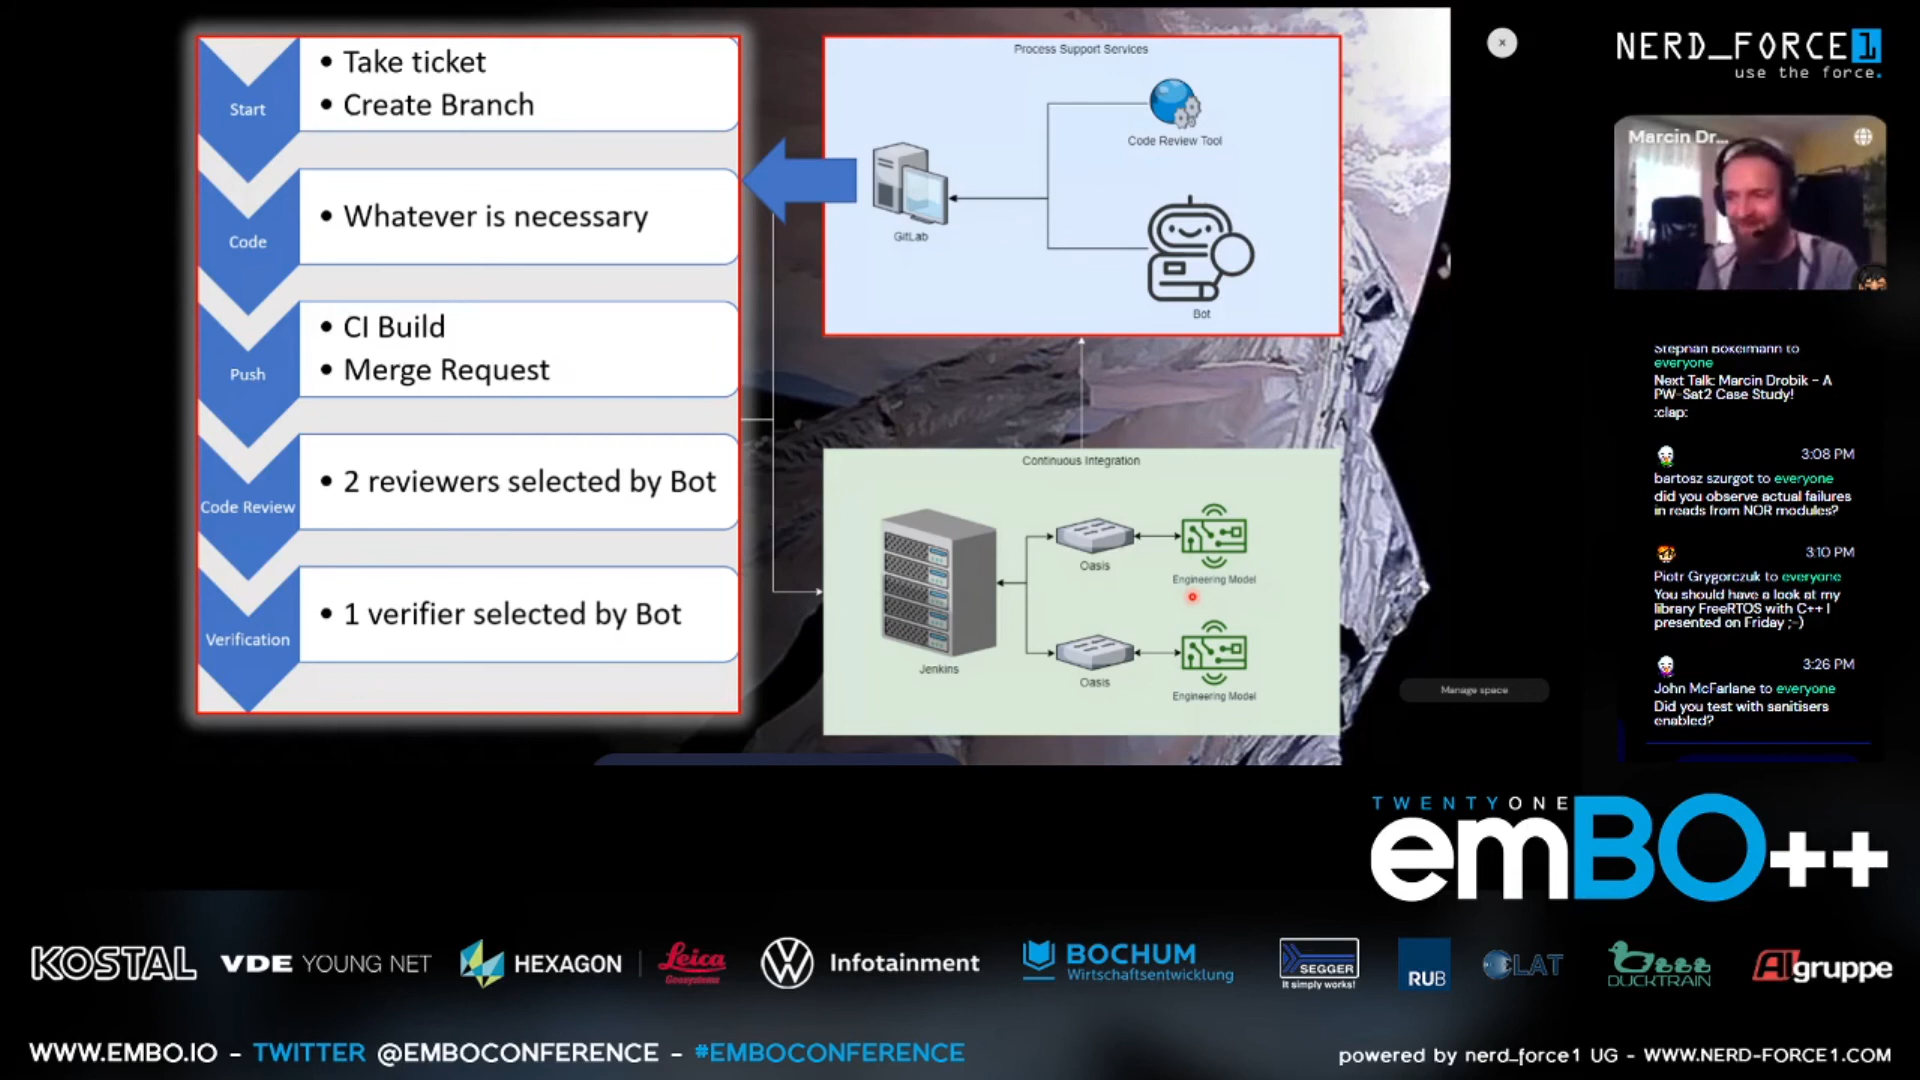 Start
• Take ticket
• Create Branch
Code
• Whatever is necessary
Push
• CI Build
• Merge Request
Code Review
• 2 reviewers selected by Bot
Verification
• 1 verifier selected by Bot
Process Support Services
Code Review Tool
GitLab
Bot
Continuous Integration
Oasis
Engineering Model
Jenkins
Oasis
Engineering Model
×
Manage space
NERD_FORCE1
use the force.
Marcin Dr...
Stephan Bokelmann to
everyone
Next Talk: Marcin Drobik - A
PW-Sat2 Case Study!
:clap:
3:08 PM
bartosz szurgot to everyone
did you observe actual failures
in reads from NOR modules?
3:10 PM
Piotr Grygorczuk to everyone
You should have a look at my
library FreeRTOS with C++ I
presented on Friday ;-)
3:26 PM
John McFarlane to everyone
Did you test with sanitisers
enabled?
TWENTYONE
emBO++
KOSTAL
VDE YOUNG NET
HEXAGON
Leica
Geosystems
Infotainment
BOCHUM
Wirtschaftsentwicklung
SEGGER
It simply works!
RUB
CLAT
DUCKTRAIN
AIgruppe
WWW.EMBO.IO - TWITTER @EMBOCONFERENCE - #EMBOCONFERENCE
powered by nerd_force1 UG - WWW.NERD-FORCE1.COM